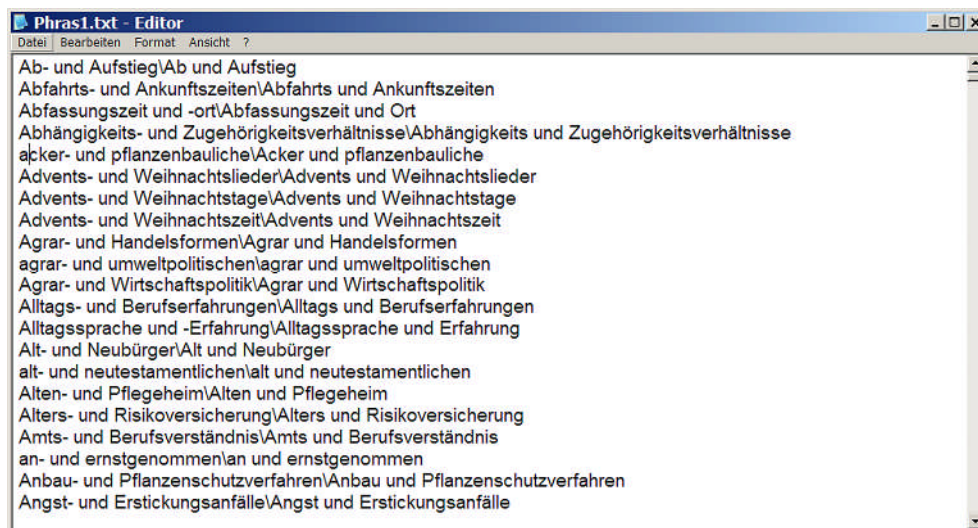 Phras1.txt - Editor
Datei Bearbeiten Format Ansicht ?
Ab- und Aufstieg\Ab und Aufstieg
Abfahrts- und Ankunftszeiten\Abfahrts und Ankunftszeiten
Abfassungszeit und -ort\Abfassungszeit und Ort
Abhängigkeits- und Zugehörigkeitsverhältnisse\Abhängigkeits und Zugehörigkeitsverhältnisse
acker- und pflanzenbauliche\Acker und pflanzenbauliche
Advents- und Weihnachtslieder\Advents und Weihnachtslieder
Advents- und Weihnachtstage\Advents und Weihnachtstage
Advents- und Weihnachtszeit\Advents und Weihnachtszeit
Agrar- und Handelsformen\Agrar und Handelsformen
agrar- und umweltpolitischen\agrar und umweltpolitischen
Agrar- und Wirtschaftspolitik\Agrar und Wirtschaftspolitik
Alltags- und Berufserfahrungen\Alltags und Berufserfahrungen
Alltagssprache und -Erfahrung\Alltagssprache und Erfahrung
Alt- und Neubürger\Alt und Neubürger
alt- und neutestamentlichen\alt und neutestamentlichen
Alten- und Pflegeheim\Alten und Pflegeheim
Alters- und Risikoversicherung\Alters und Risikoversicherung
Amts- und Berufsverständnis\Amts und Berufsverständnis
an- und ernstgenommen\an und ernstgenommen
Anbau- und Pflanzenschutzverfahren\Anbau und Pflanzenschutzverfahren
Angst- und Erstickungsanfälle\Angst und Erstickungsanfälle